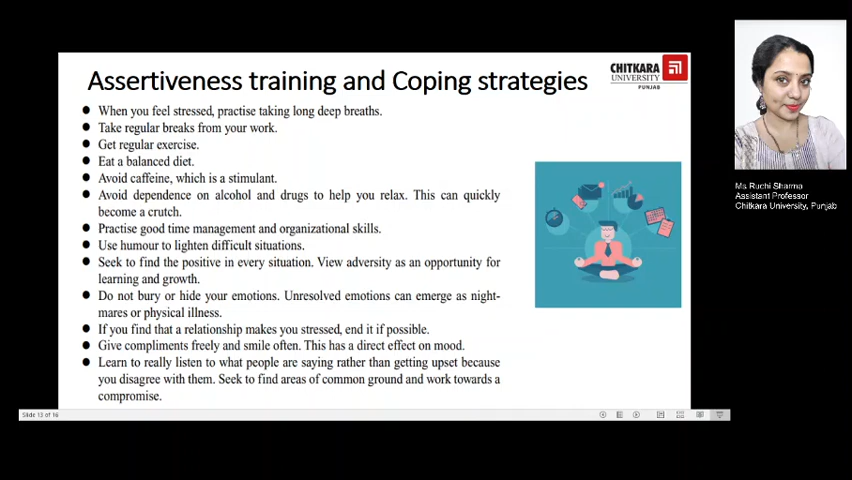 Assertiveness training and Coping strategies
CHITKARA
UNIVERSITY
PUNJAB
● When you feel stressed, practise taking long deep breaths.
● Take regular breaks from your work.
● Get regular exercise.
● Eat a balanced diet.
● Avoid caffeine, which is a stimulant.
● Avoid dependence on alcohol and drugs to help you relax. This can quickly
become a crutch.
● Practise good time management and organizational skills.
● Use humour to lighten difficult situations.
● Seek to find the positive in every situation. View adversity as an opportunity for
learning and growth.
● Do not bury or hide your emotions. Unresolved emotions can emerge as night-
mares or physical illness.
● If you find that a relationship makes you stressed, end it if possible.
● Give compliments freely and smile often. This has a direct effect on mood.
● Learn to really listen to what people are saying rather than getting upset because
you disagree with them. Seek to find areas of common ground and work towards a
compromise.
Slide 13 of 16
Ms Ruchi Sharma
Assistant Professor
Chitkara University, Punjab